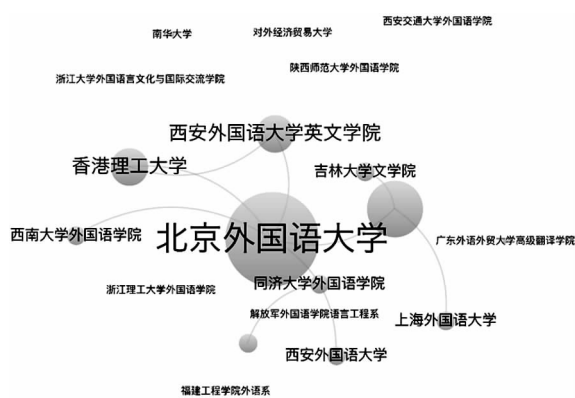 西安交通大学外国语学院
南华大学
对外经济贸易大学
陕西师范大学外国语学院
浙江大学外国语言文化与国际交流学院
西安外国语大学英文学院
香港理工大学
吉林大学文学院
西南大学外国语学院
北京外国语大学
广东外语外贸大学高级翻译学院
同济大学外国语学院
浙江理工大学外国语学院
解放军外国语学院语言工程系
上海外国语大学
西安外国语大学
福建工程学院外语系